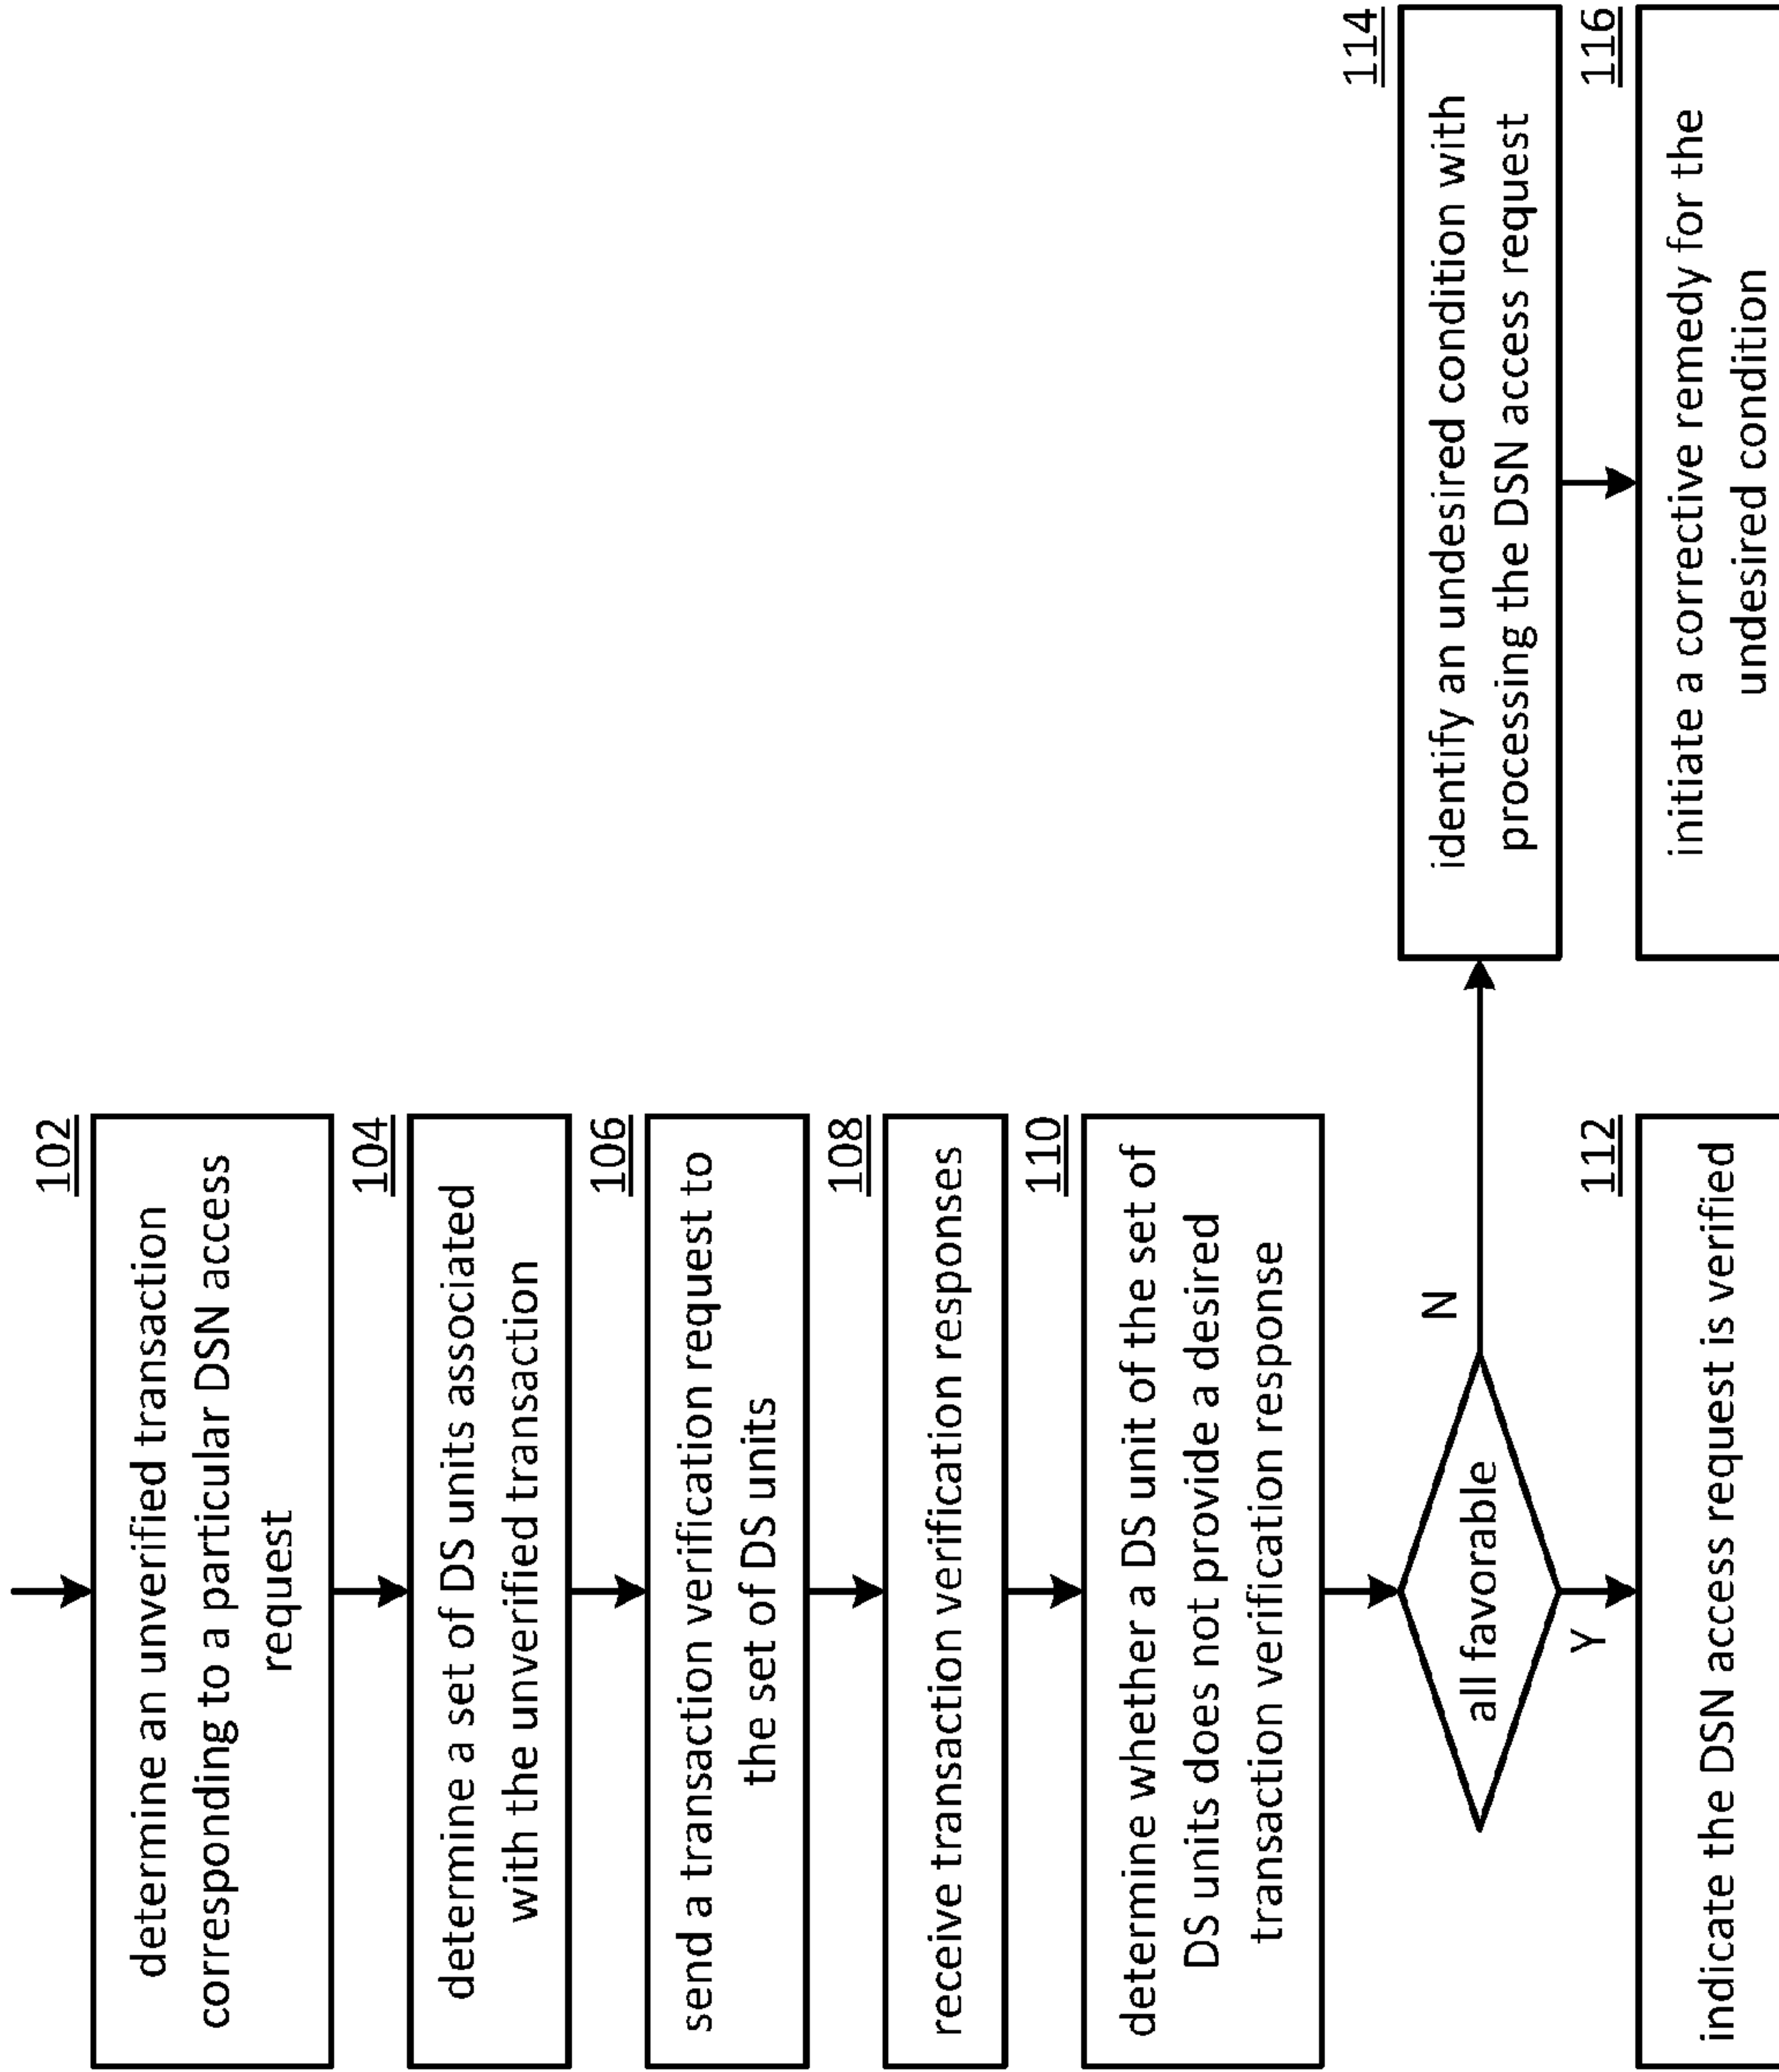 102
determine an unverified transaction
corresponding to a particular DSN access
request
104
determine a set of DS units associated
with the unverified transaction
106
send a transaction verification request to
the set of DS units
108
receive transaction verification responses
110
determine whether a DS unit of the set of
DS units does not provide a desired
transaction verification response
all favorable
N
Y
112
indicate the DSN access request is verified
114
identify an undesired condition with
processing the DSN access request
116
initiate a corrective remedy for the
undesired condition